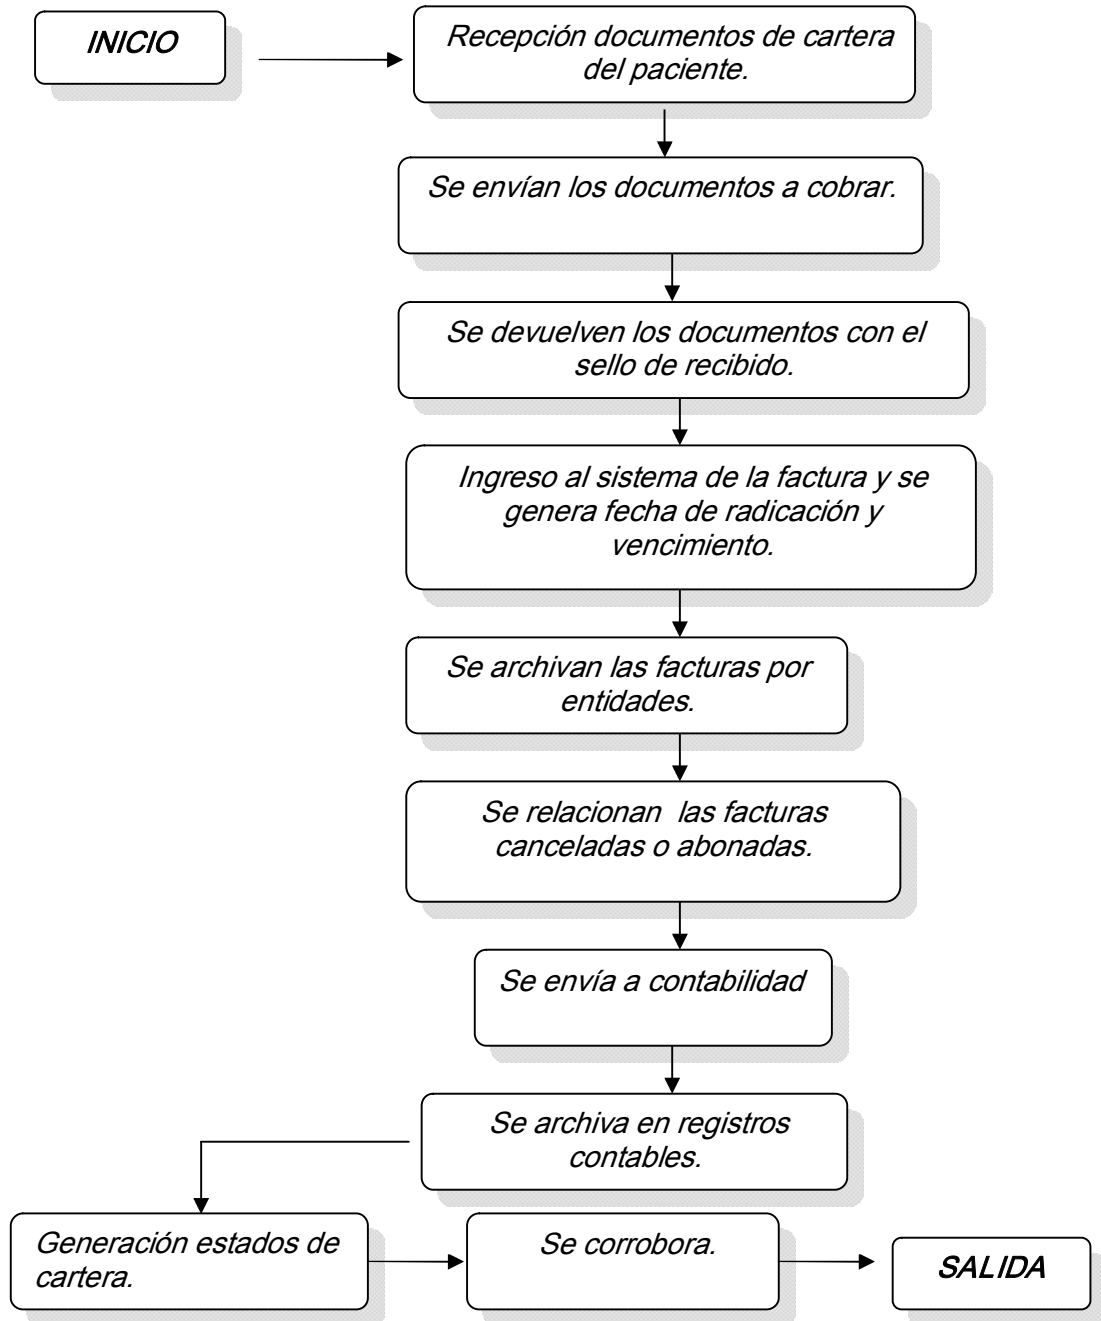 INICIO
Recepción documentos de cartera
del paciente.
Se envían los documentos a cobrar.
Se devuelven los documentos con el
sello de recibido.
Ingreso al sistema de la factura y se
genera fecha de radicación y
vencimiento.
Se archivan las facturas por
entidades.
Se relacionan  las facturas
canceladas o abonadas.
Se envía a contabilidad
Se archiva en registros
contables.
Generación estados de
cartera.
Se corrobora.
SALIDA